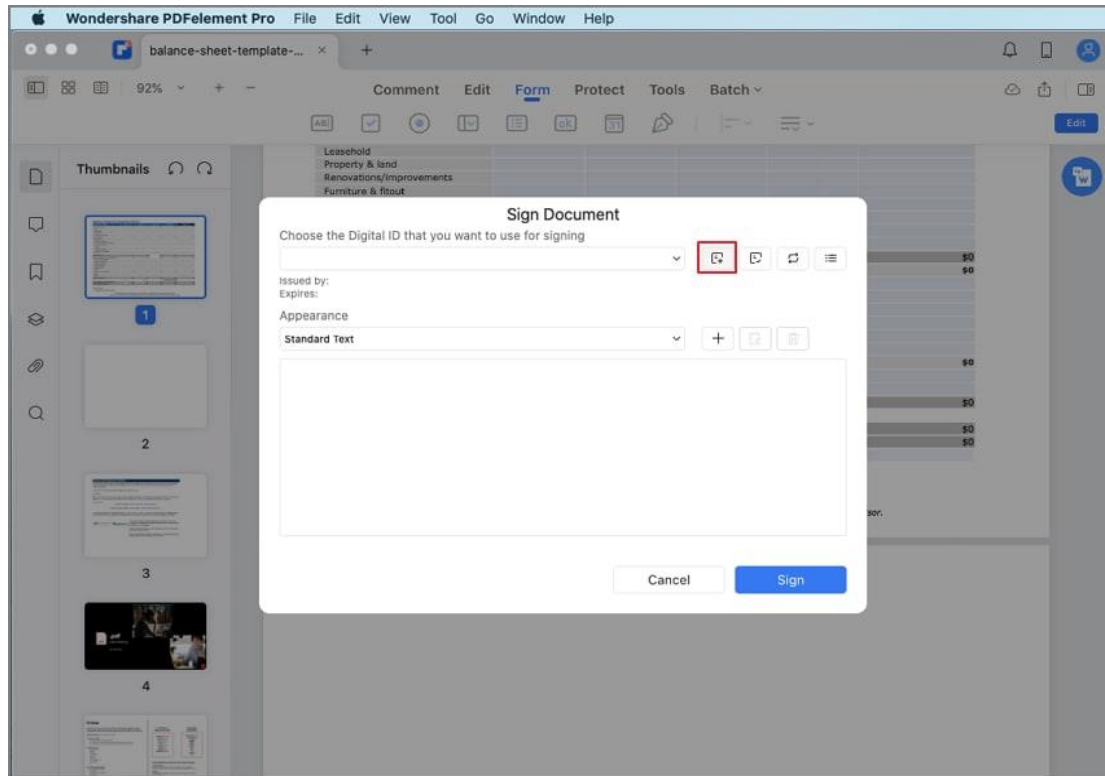 Wondershare PDFelement Pro File Edit View Tool Go Window Help
balance-sheet-template-... × +
92% + − Comment Edit Form Protect Tools Batch
AB ok 31 Edit
Thumbnails
Leasehold
Property & land
Renovations/improvements
Furniture & fitout
Sign Document
Choose the Digital ID that you want to use for signing
Issued by:
Expires:
Appearance
Standard Text
Cancel Sign
$0
$0
$0
$0
$0
$0
sor.
1
2
3
4